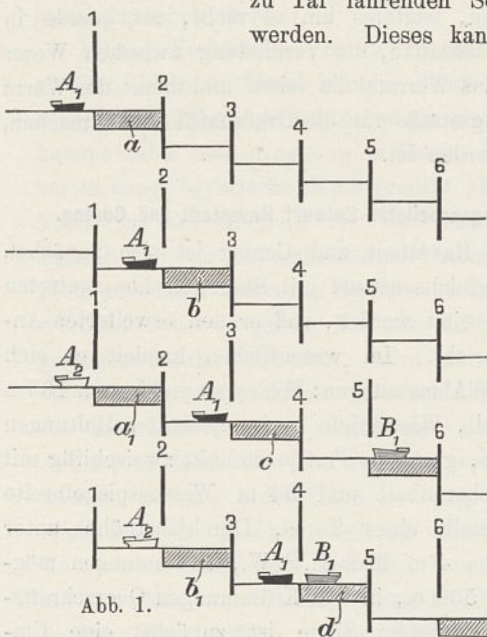 zu Tal fahrenden Sc
werden. Dieses kan
1
A₁ 2 3 4 5 6
a
1 2 3 4 6
A₁
b
1 2 3 4 5 6
A₂ A₁ B₁
a₁ c
2 3 4 5 6
A₂ A₁ B₁
b₁ d
Abb. 1.